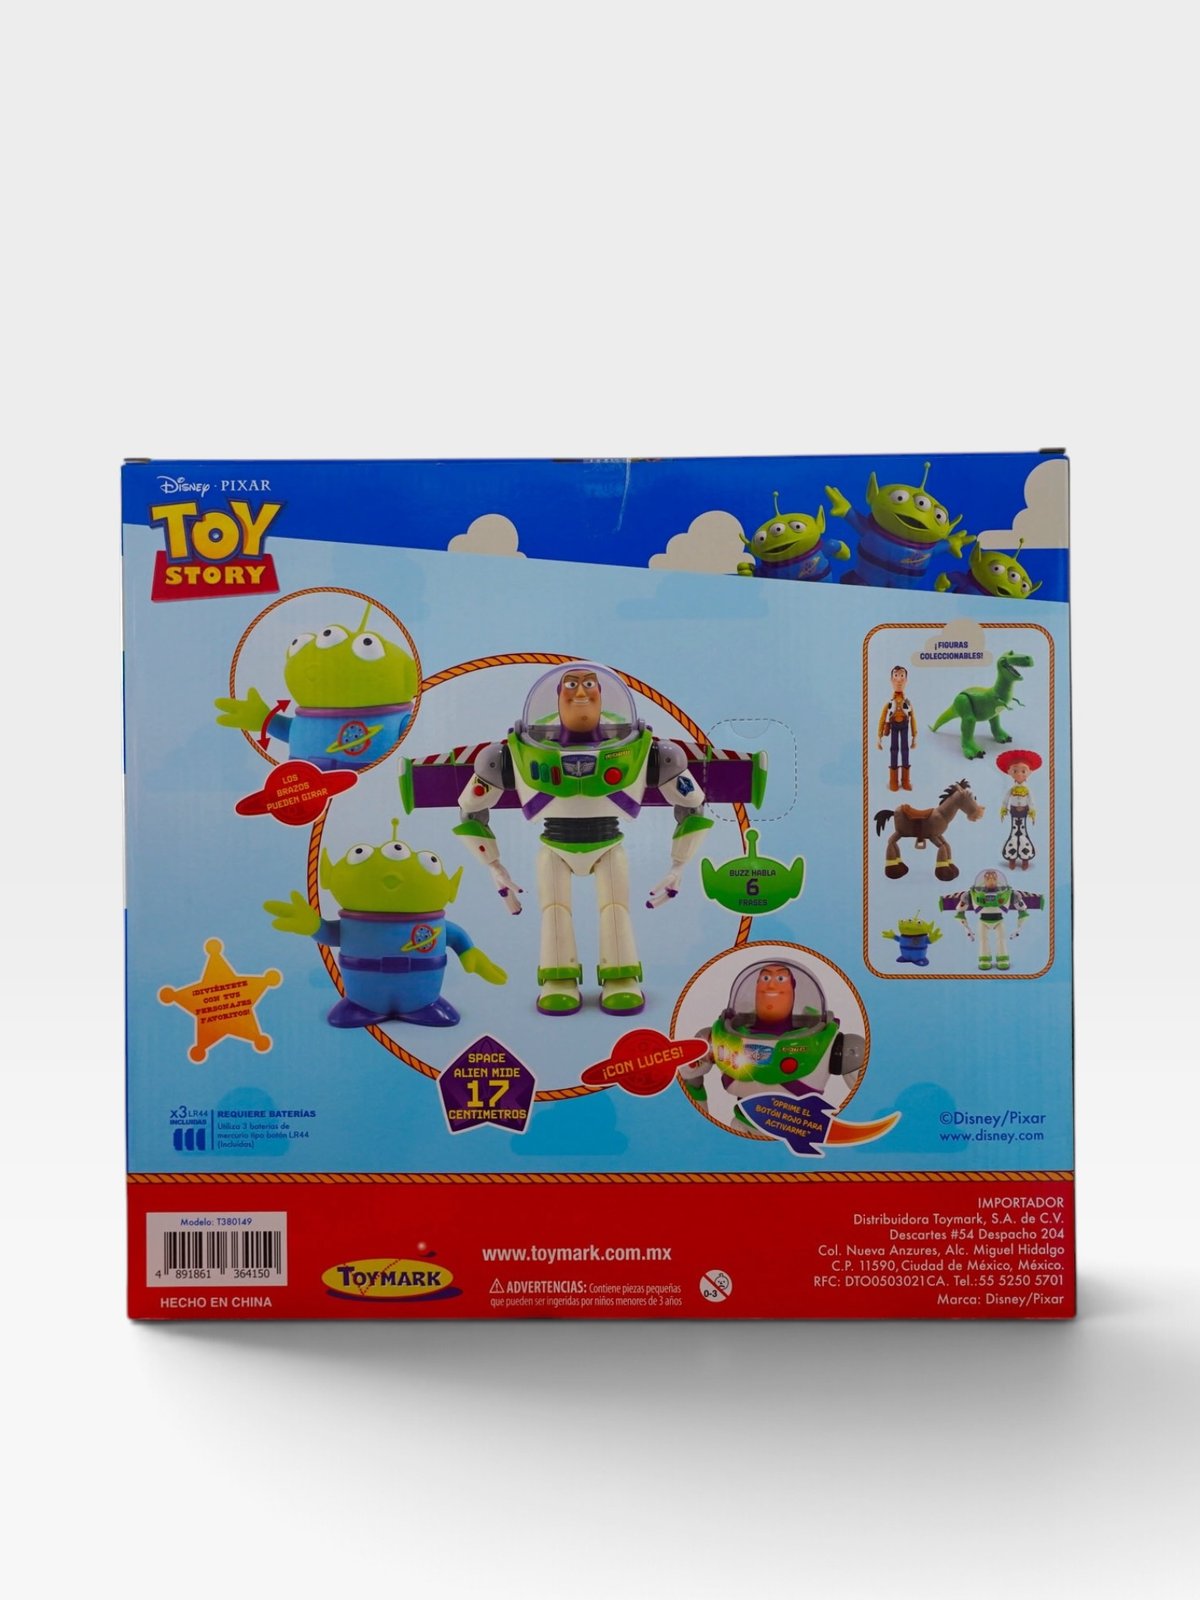 Disney · PIXAR
TOY
STORY
¡FIGURAS
COLECCIONABLES!
LOS
BRAZOS
PUEDEN GIRAR
BUZZ HABLA
6
FRASES
¡DIVIÉRTETE
CON TUS
PERSONAJES
FAVORITOS!
SPACE
ALIEN MIDE
17
CENTIMETROS
¡CON LUCES!
"OPRIME EL
BOTÓN ROJO PARA
ACTIVARME"
x3 LR44
INCLUIDAS
REQUIERE BATERÍAS
Utiliza 3 baterías de
mercurio tipo botón LR44
(Incluidas)
©Disney/Pixar
www.disney.com
Modelo: T380149
4 891861 364150
HECHO EN CHINA
TOYMARK
www.toymark.com.mx
ADVERTENCIAS: Contiene piezas pequeñas
que pueden ser ingeridas por niños menores de 3 años
0-3
IMPORTADOR
Distribuidora Toymark, S.A. de C.V.
Descartes #54 Despacho 204
Col. Nueva Anzures, Alc. Miguel Hidalgo
C.P. 11590, Ciudad de México, México.
RFC: DTO0503021CA. Tel.:55 5250 5701
Marca: Disney/Pixar